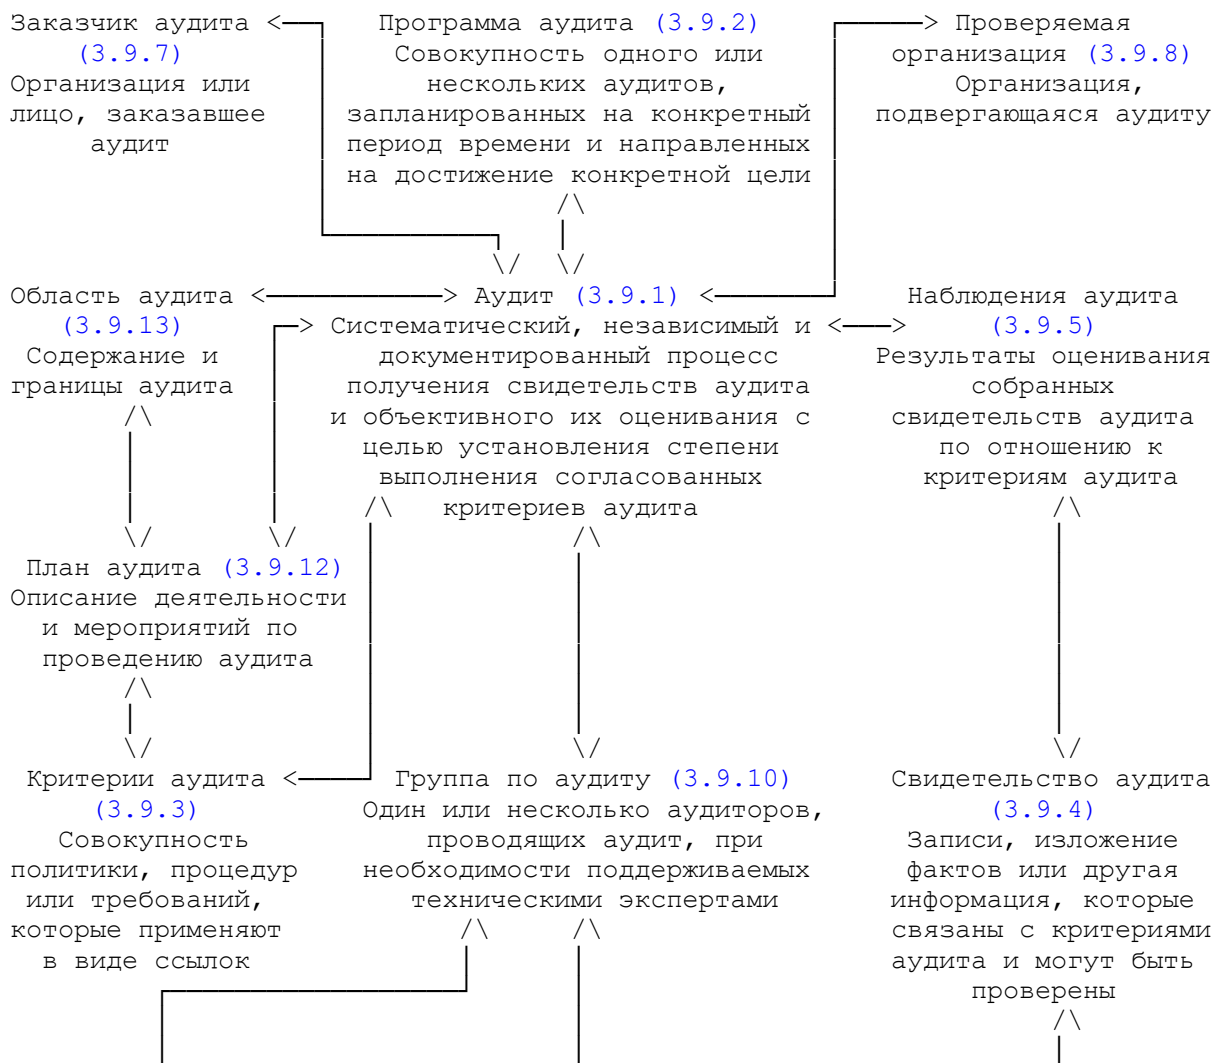 Заказчик аудита
(3.9.7)
Организация или
лицо, заказавшее
аудит
Программа аудита (3.9.2)
Совокупность одного или
нескольких аудитов,
запланированных на конкретный
период времени и направленных
на достижение конкретной цели
Проверяемая
организация (3.9.8)
Организация,
подвергающаяся аудиту
Область аудита
(3.9.13)
Содержание и
границы аудита
Аудит (3.9.1)
Систематический, независимый и
документированный процесс
получения свидетельств аудита
и объективного их оценивания с
целью установления степени
выполнения согласованных
критериев аудита
Наблюдения аудита
(3.9.5)
Результаты оценивания
собранных
свидетельств аудита
по отношению к
критериям аудита
План аудита (3.9.12)
Описание деятельности
и мероприятий по
проведению аудита
Критерии аудита
(3.9.3)
Совокупность
политики, процедур
или требований,
которые применяют
в виде ссылок
Группа по аудиту (3.9.10)
Один или несколько аудиторов,
проводящих аудит, при
необходимости поддерживаемых
техническими экспертами
Свидетельство аудита
(3.9.4)
Записи, изложение
фактов или другая
информация, которые
связаны с критериями
аудита и могут быть
проверены